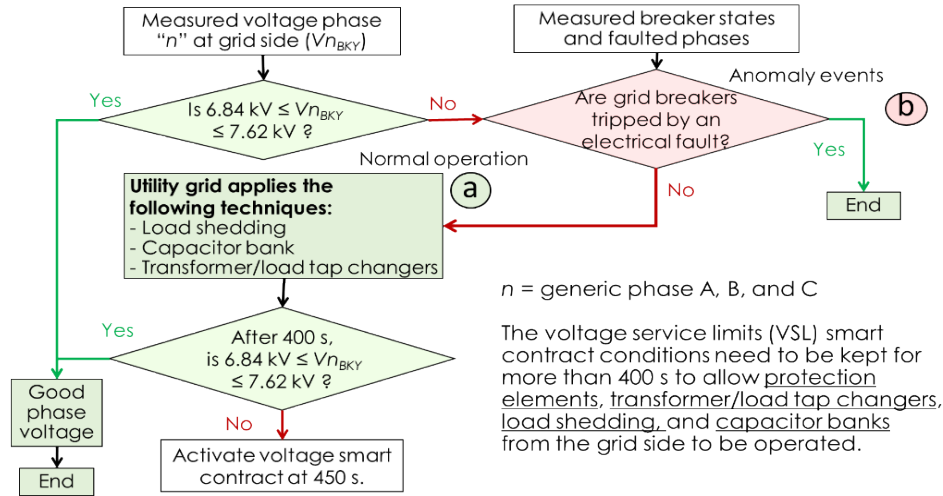 Measured voltage phase
“n” at grid side (VnBKY)
Measured breaker states
and faulted phases
Yes
Is 6.84 kV ≤ VnBKY
≤ 7.62 kV ?
No
Are grid breakers
tripped by an
electrical fault?
Anomaly events
b
Yes
End
Normal operation
a
No
Utility grid applies the
following techniques:
- Load shedding
- Capacitor bank
- Transformer/load tap changers
Yes
After 400 s,
is 6.84 kV ≤ VnBKY
≤ 7.62 kV ?
No
Good
phase
voltage
End
Activate voltage smart
contract at 450 s.
n = generic phase A, B, and C
The voltage service limits (VSL) smart
contract conditions need to be kept for
more than 400 s to allow protection
elements, transformer/load tap changers,
load shedding, and capacitor banks
from the grid side to be operated.